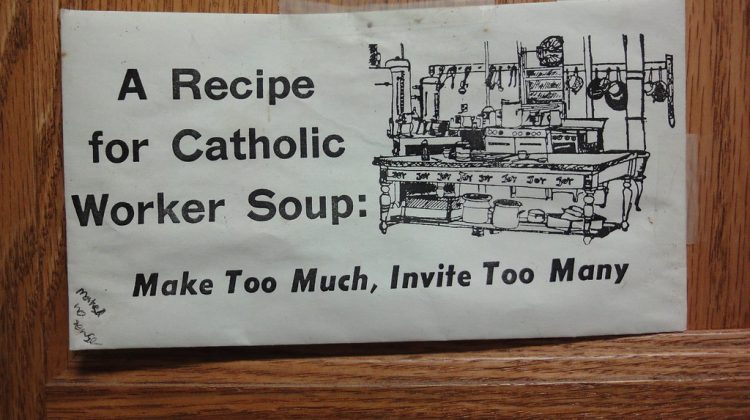 A Recipe
for Catholic
Worker Soup:
Make Too Much, Invite Too Many